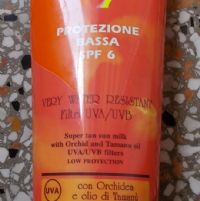 PROTEZIONE
BASSA
SPF 6
VERY WATER RESISTANT
UVA/UVB
Super tan sun milk
with Orchid and Tamanu oil
UVA/UVB filters
LOW PROTECTION
UVA
con Orchidea
e olio di Tamanù